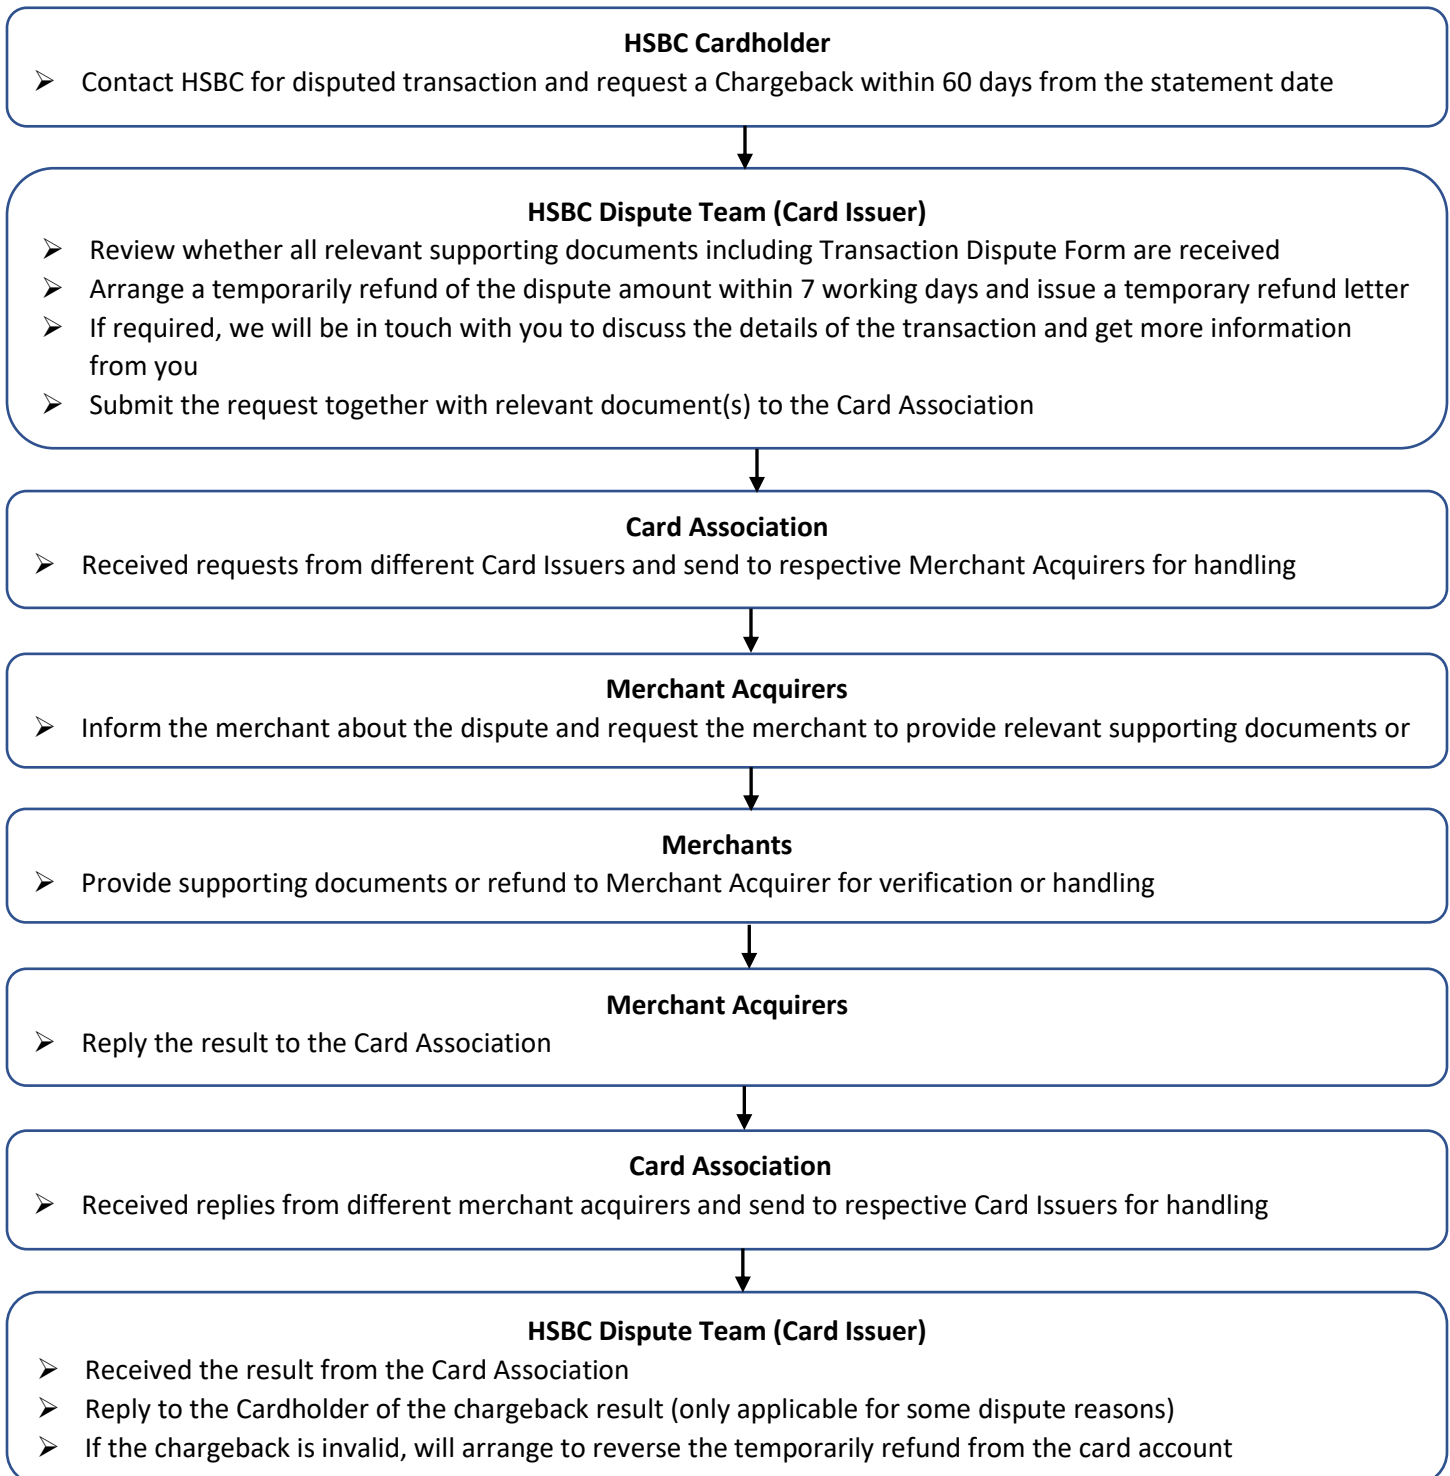 HSBC Cardholder
➢ Contact HSBC for disputed transaction and request a Chargeback within 60 days from the statement date
HSBC Dispute Team (Card Issuer)
➢ Review whether all relevant supporting documents including Transaction Dispute Form are received
➢ Arrange a temporarily refund of the dispute amount within 7 working days and issue a temporary refund letter
➢ If required, we will be in touch with you to discuss the details of the transaction and get more information
from you
➢ Submit the request together with relevant document(s) to the Card Association
Card Association
➢ Received requests from different Card Issuers and send to respective Merchant Acquirers for handling
Merchant Acquirers
➢ Inform the merchant about the dispute and request the merchant to provide relevant supporting documents or
Merchants
➢ Provide supporting documents or refund to Merchant Acquirer for verification or handling
Merchant Acquirers
➢ Reply the result to the Card Association
Card Association
➢ Received replies from different merchant acquirers and send to respective Card Issuers for handling
HSBC Dispute Team (Card Issuer)
➢ Received the result from the Card Association
➢ Reply to the Cardholder of the chargeback result (only applicable for some dispute reasons)
➢ If the chargeback is invalid, will arrange to reverse the temporarily refund from the card account